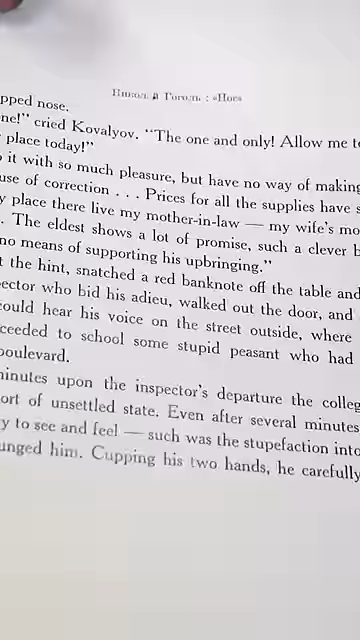 Никол й Гоголь : «Нос»
pped nose.
ne!” cried Kovalyov. “The one and only! Allow me t
place today!”
it with so much pleasure, but have no way of making
use of correction . . . Prices for all the supplies have s
y place there live my mother-in-law — my wife’s mo
. The eldest shows a lot of promise, such a clever b
no means of supporting his upbringing.”
t the hint, snatched a red banknote off the table and
ector who bid his adieu, walked out the door, and
ould hear his voice on the street outside, where
ceeded to school some stupid peasant who had
boulevard.
minutes upon the inspector’s departure the colleg
ort of unsettled state. Even after several minutes
y to see and feel — such was the stupefaction into
unged him. Cupping his two hands, he carefully